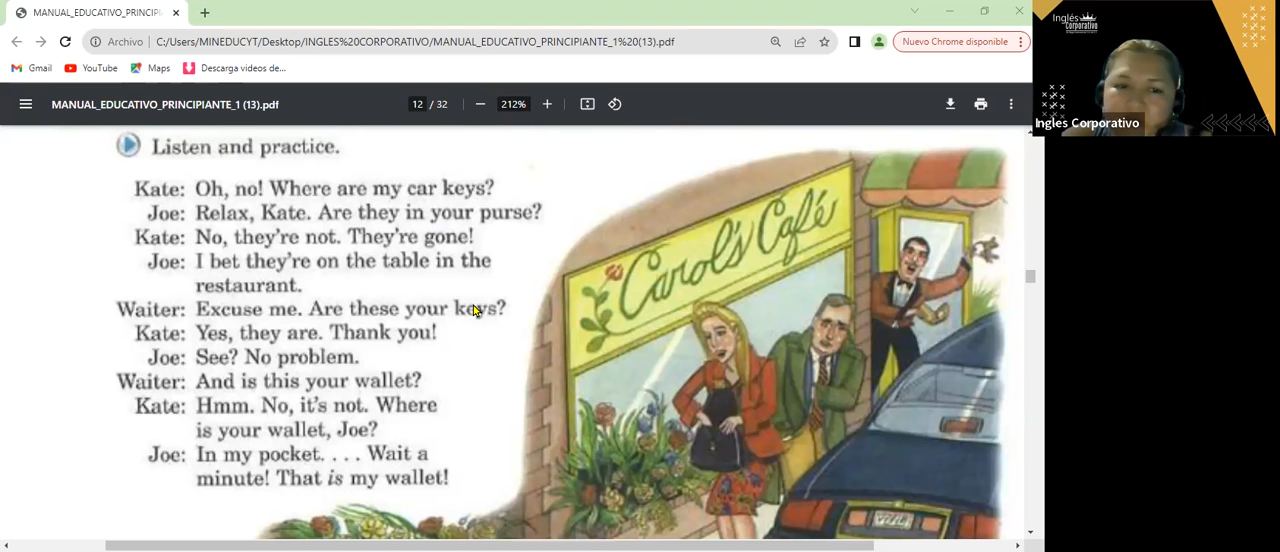 MANUAL_EDUCATIVO_PRINCIPI
Archivo
C:/Users/MINEDUCYT/Desktop/INGLES%20CORPORATIVO/MANUAL_EDUCATIVO_PRINCIPIANTE_1%20(13).pdf
Nuevo Chrome disponible
Gmail
YouTube
Maps
Descarga videos de...
MANUAL_EDUCATIVO_PRINCIPIANTE_1 (13).pdf
12 / 32
212%
Listen and practice.
Kate: Oh, no! Where are my car keys?
Joe: Relax, Kate. Are they in your purse?
Kate: No, they're not. They're gone!
Joe: I bet they're on the table in the
restaurant.
Waiter: Excuse me. Are these your keys?
Kate: Yes, they are. Thank you!
Joe: See? No problem.
Waiter: And is this your wallet?
Kate: Hmm. No, it's not. Where
is your wallet, Joe?
Joe: In my pocket. . . . Wait a
minute! That is my wallet!
Carol's Café
Inglés
Corporativo
Ingles Corporativo